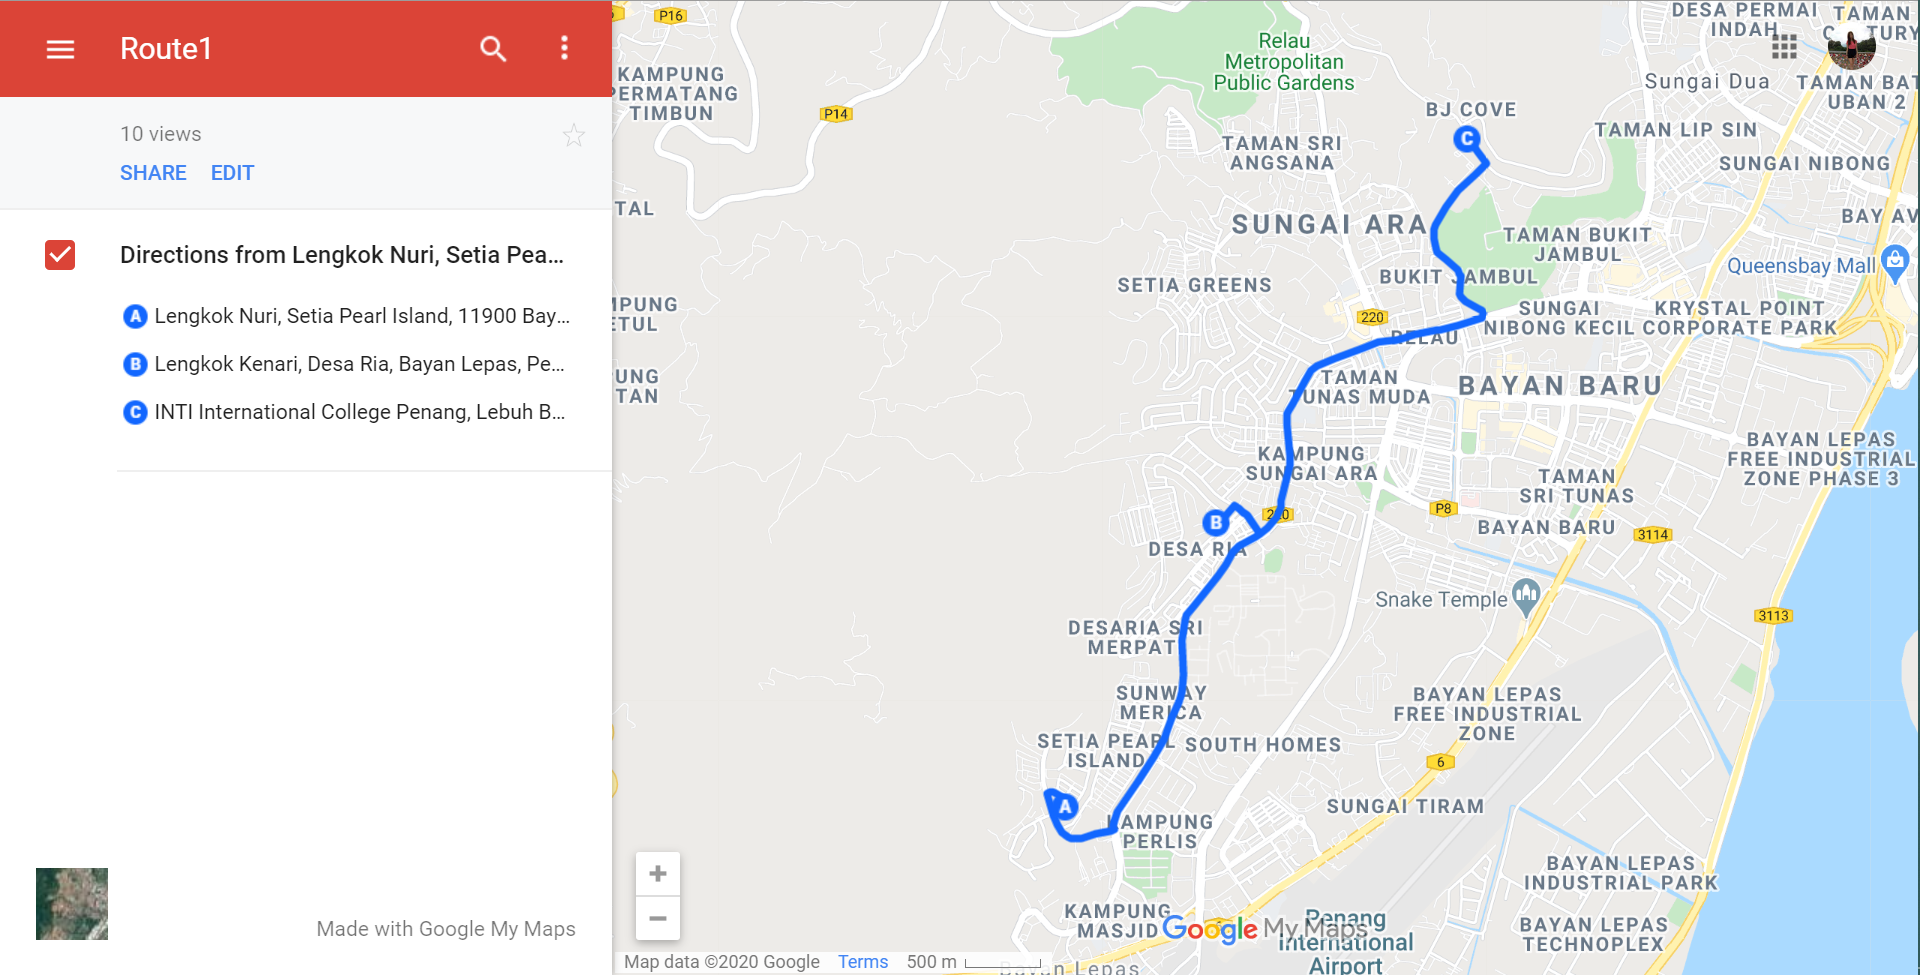 Route1
10 views
SHARE EDIT
Directions from Lengkok Nuri, Setia Pea...
A Lengkok Nuri, Setia Pearl Island, 11900 Bay...
B Lengkok Kenari, Desa Ria, Bayan Lepas, Pe...
C INTI International College Penang, Lebuh B...
Made with Google My Maps
P16
KAMPUNG
PERMATANG
TIMBUN
P14
Relau
Metropolitan
Public Gardens
DESA PERMAI
INDAH
TAMAN
Sungai Dua
UBAN 2
BJ COVE
C
TAMAN SRI
ANGSANA
TAMAN LIP SIN
SUNGAI NIBONG
TAL
SUNGAI ARA
TAMAN BUKIT
JAMBUL
Queensbay Mall
BUKIT JAMBUL
SETIA GREENS
SUNGAI
NIBONG KECIL
KRYSTAL POINT
CORPORATE PARK
220
RELAU
TAMAN
TUNAS MUDA
BAYAN BARU
KAMPUNG
SUNGAI ARA
BAYAN LEPAS
FREE INDUSTRIAL
ZONE PHASE 3
TAMAN
SRI TUNAS
P8
BAYAN BARU
3114
B
220
DESA RIA
Snake Temple
3113
DESARIA SRI
MERPAT
SUNWAY
MERICA
BAYAN LEPAS
FREE INDUSTRIAL
ZONE
SETIA PEARL
ISLAND
SOUTH HOMES
6
A
SUNGAI TIRAM
KAMPUNG
PERLIS
BAYAN LEPAS
INDUSTRIAL PARK
KAMPUNG
MASJID
BAYAN LEPAS
TECHNOPLEX
Google My Maps
Penang
International
Airport
Bayan Lepas
Map data ©2020 Google Terms 500 m